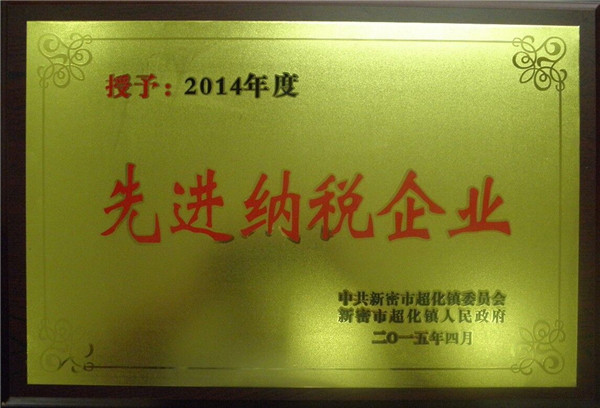 授予：2014年度
先进纳税企业
中共新密市超化镇委员会
新密市超化镇人民政府
二〇一五年四月